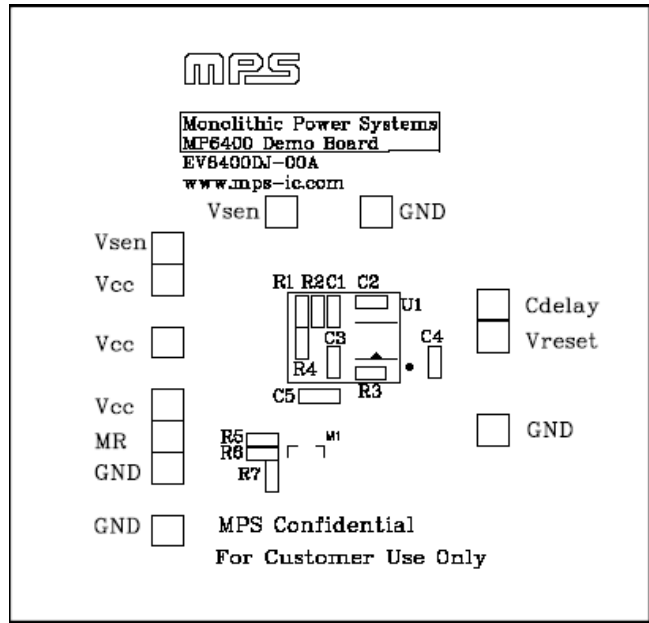 MPS
Monolithic Power Systems
MP6400 Demo Board
EV6400DJ-00A
www.mps-ic.com
Vsen GND
Vsen
Vcc
R1 R2 C1 C2
U1
Cdelay
Vcc
C3
C4
Vreset
R4
R3
C5
Vcc
MR
R5
M1
GND
R6
GND
R7
GND
MPS Confidential
For Customer Use Only